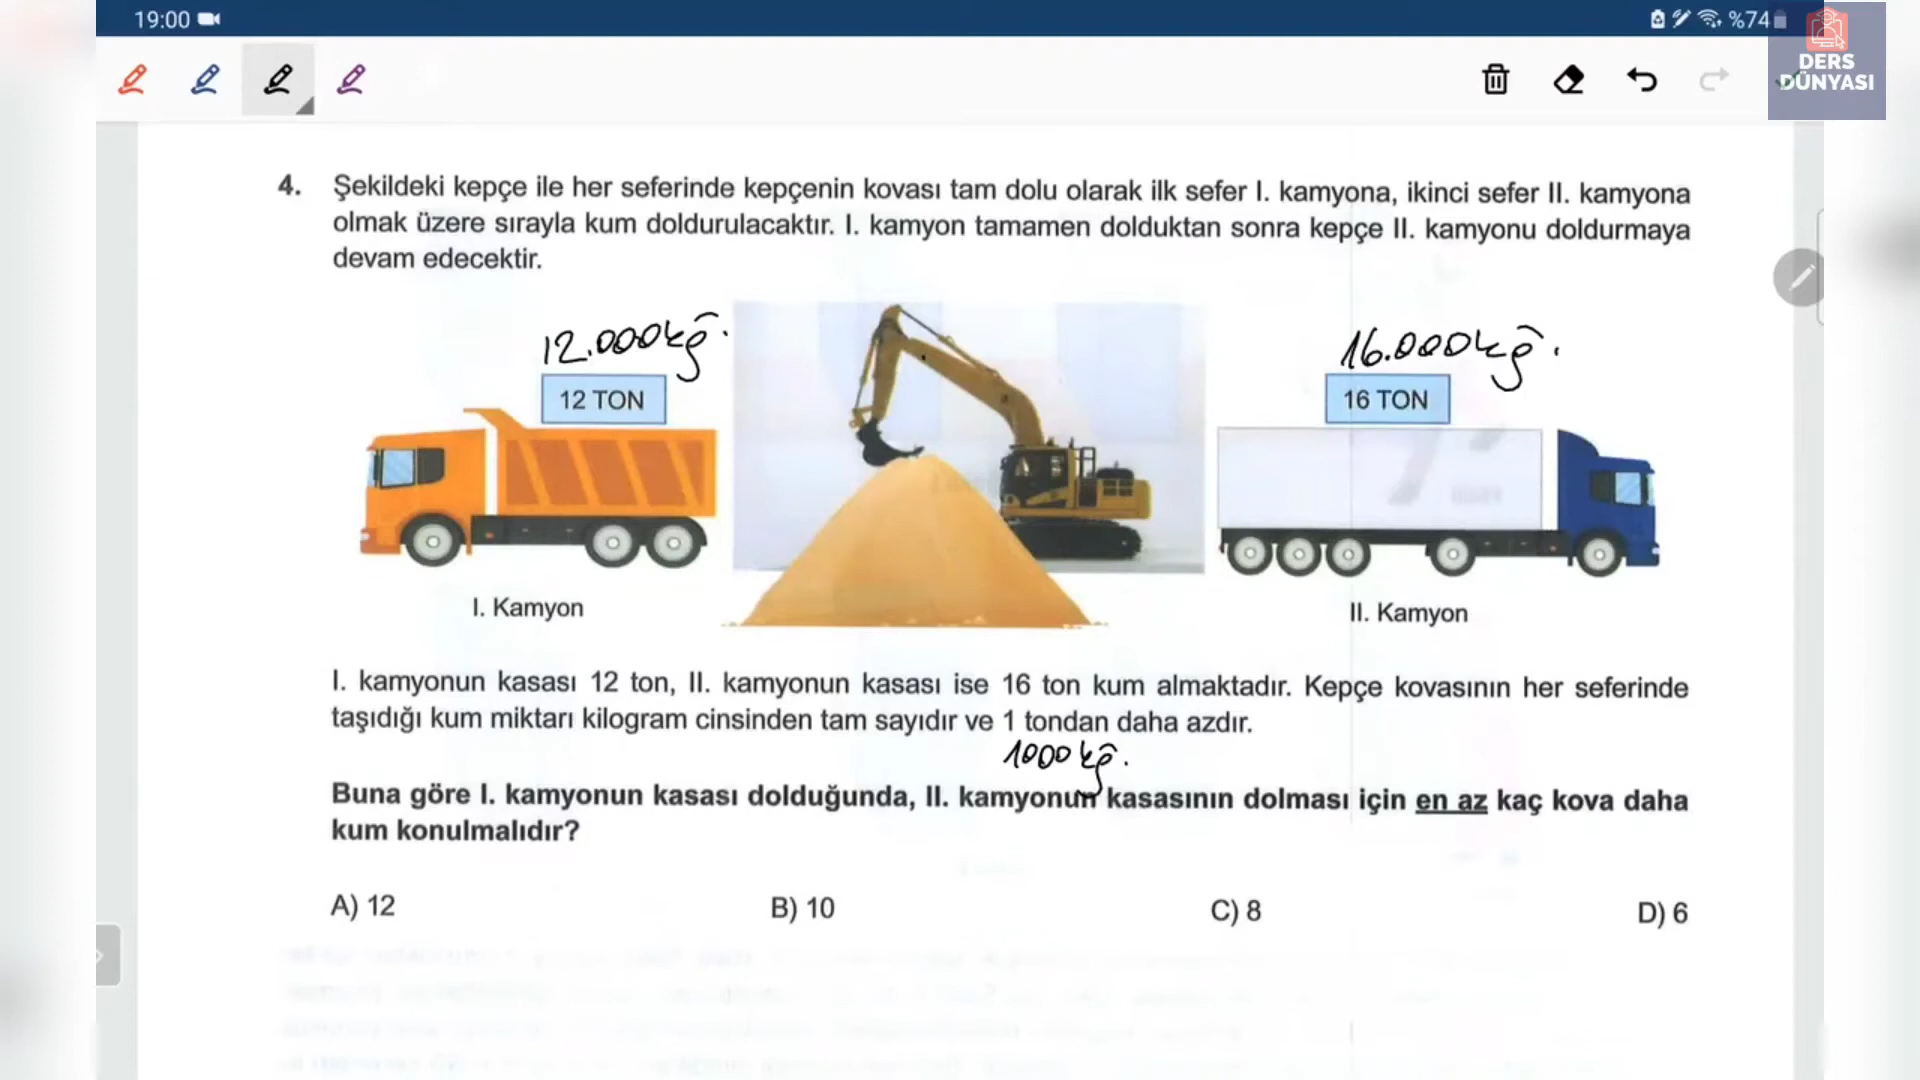 19:00
%74
DERS
DÜNYASI
4. Şekildeki kepçe ile her seferinde kepçenin kovası tam dolu olarak ilk sefer I. kamyona, ikinci sefer II. kamyona
olmak üzere sırayla kum doldurulacaktır. I. kamyon tamamen dolduktan sonra kepçe II. kamyonu doldurmaya
devam edecektir.
12.000kg.
16.000kg.
12 TON
16 TON
I. Kamyon
II. Kamyon
I. kamyonun kasası 12 ton, II. kamyonun kasası ise 16 ton kum almaktadır. Kepçe kovasının her seferinde
taşıdığı kum miktarı kilogram cinsinden tam sayıdır ve 1 tondan daha azdır.
1000kg.
Buna göre I. kamyonun kasası dolduğunda, II. kamyonun kasasının dolması için en az kaç kova daha
kum konulmalıdır?
A) 12
B) 10
C) 8
D) 6